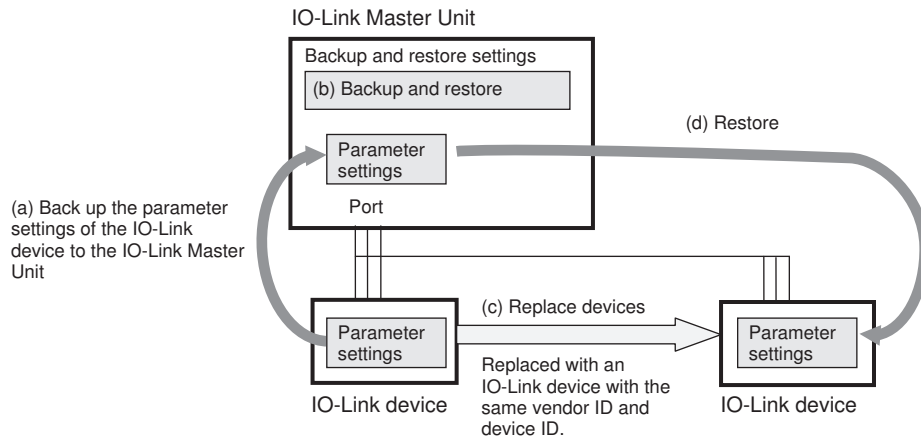 IO-Link Master Unit
Backup and restore settings
(b) Backup and restore
(d) Restore
Parameter
settings
(a) Back up the parameter
settings of the IO-Link
device to the IO-Link Master
Unit
Port
(c) Replace devices
Parameter
settings
Parameter
settings
Replaced with an
IO-Link device with the
same vendor ID and
device ID.
IO-Link device
IO-Link device